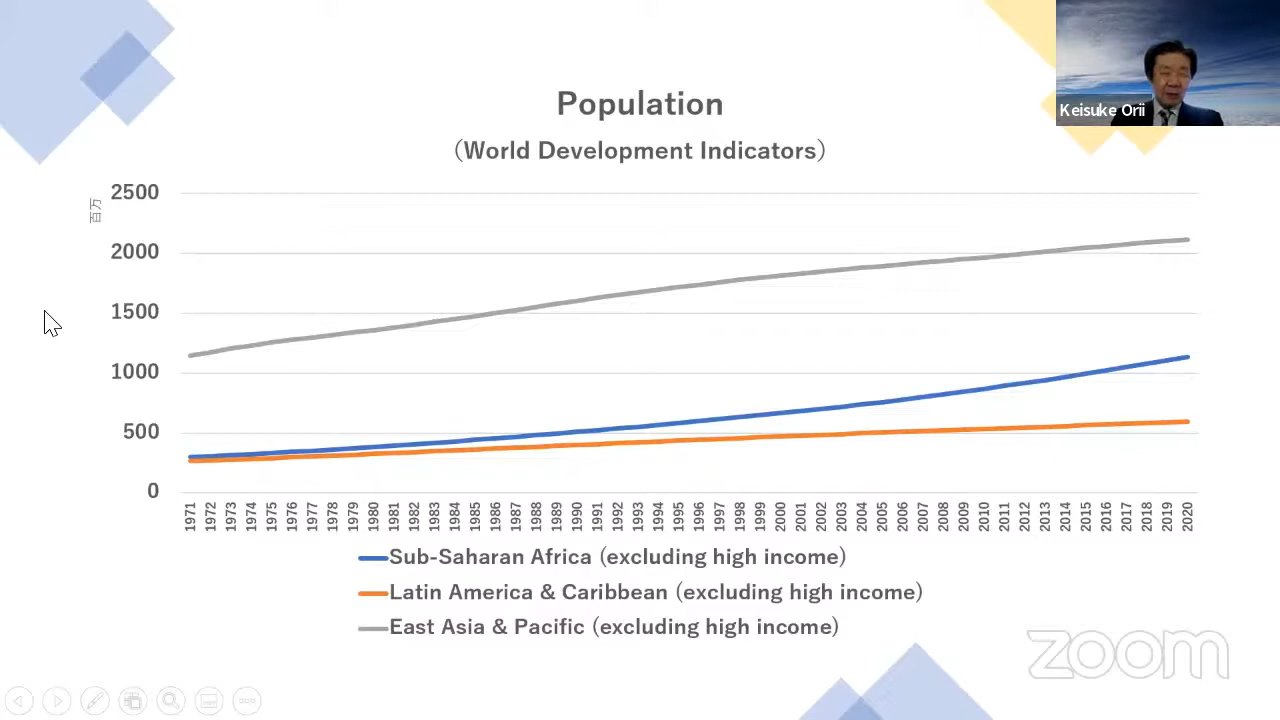 Population
（World Development Indicators）
Keisuke Orii
百万
2500
2000
1500
1000
500
0
1971 1972 1973 1974 1975 1976 1977 1978 1979 1980 1981 1982 1983 1984 1985 1986 1987 1988 1989 1990 1991 1992 1993 1994 1995 1996 1997 1998 1999 2000 2001 2002 2003 2004 2005 2006 2007 2008 2009 2010 2011 2012 2013 2014 2015 2016 2017 2018 2019 2020
Sub-Saharan Africa (excluding high income)
Latin America & Caribbean (excluding high income)
East Asia & Pacific (excluding high income)
zoom